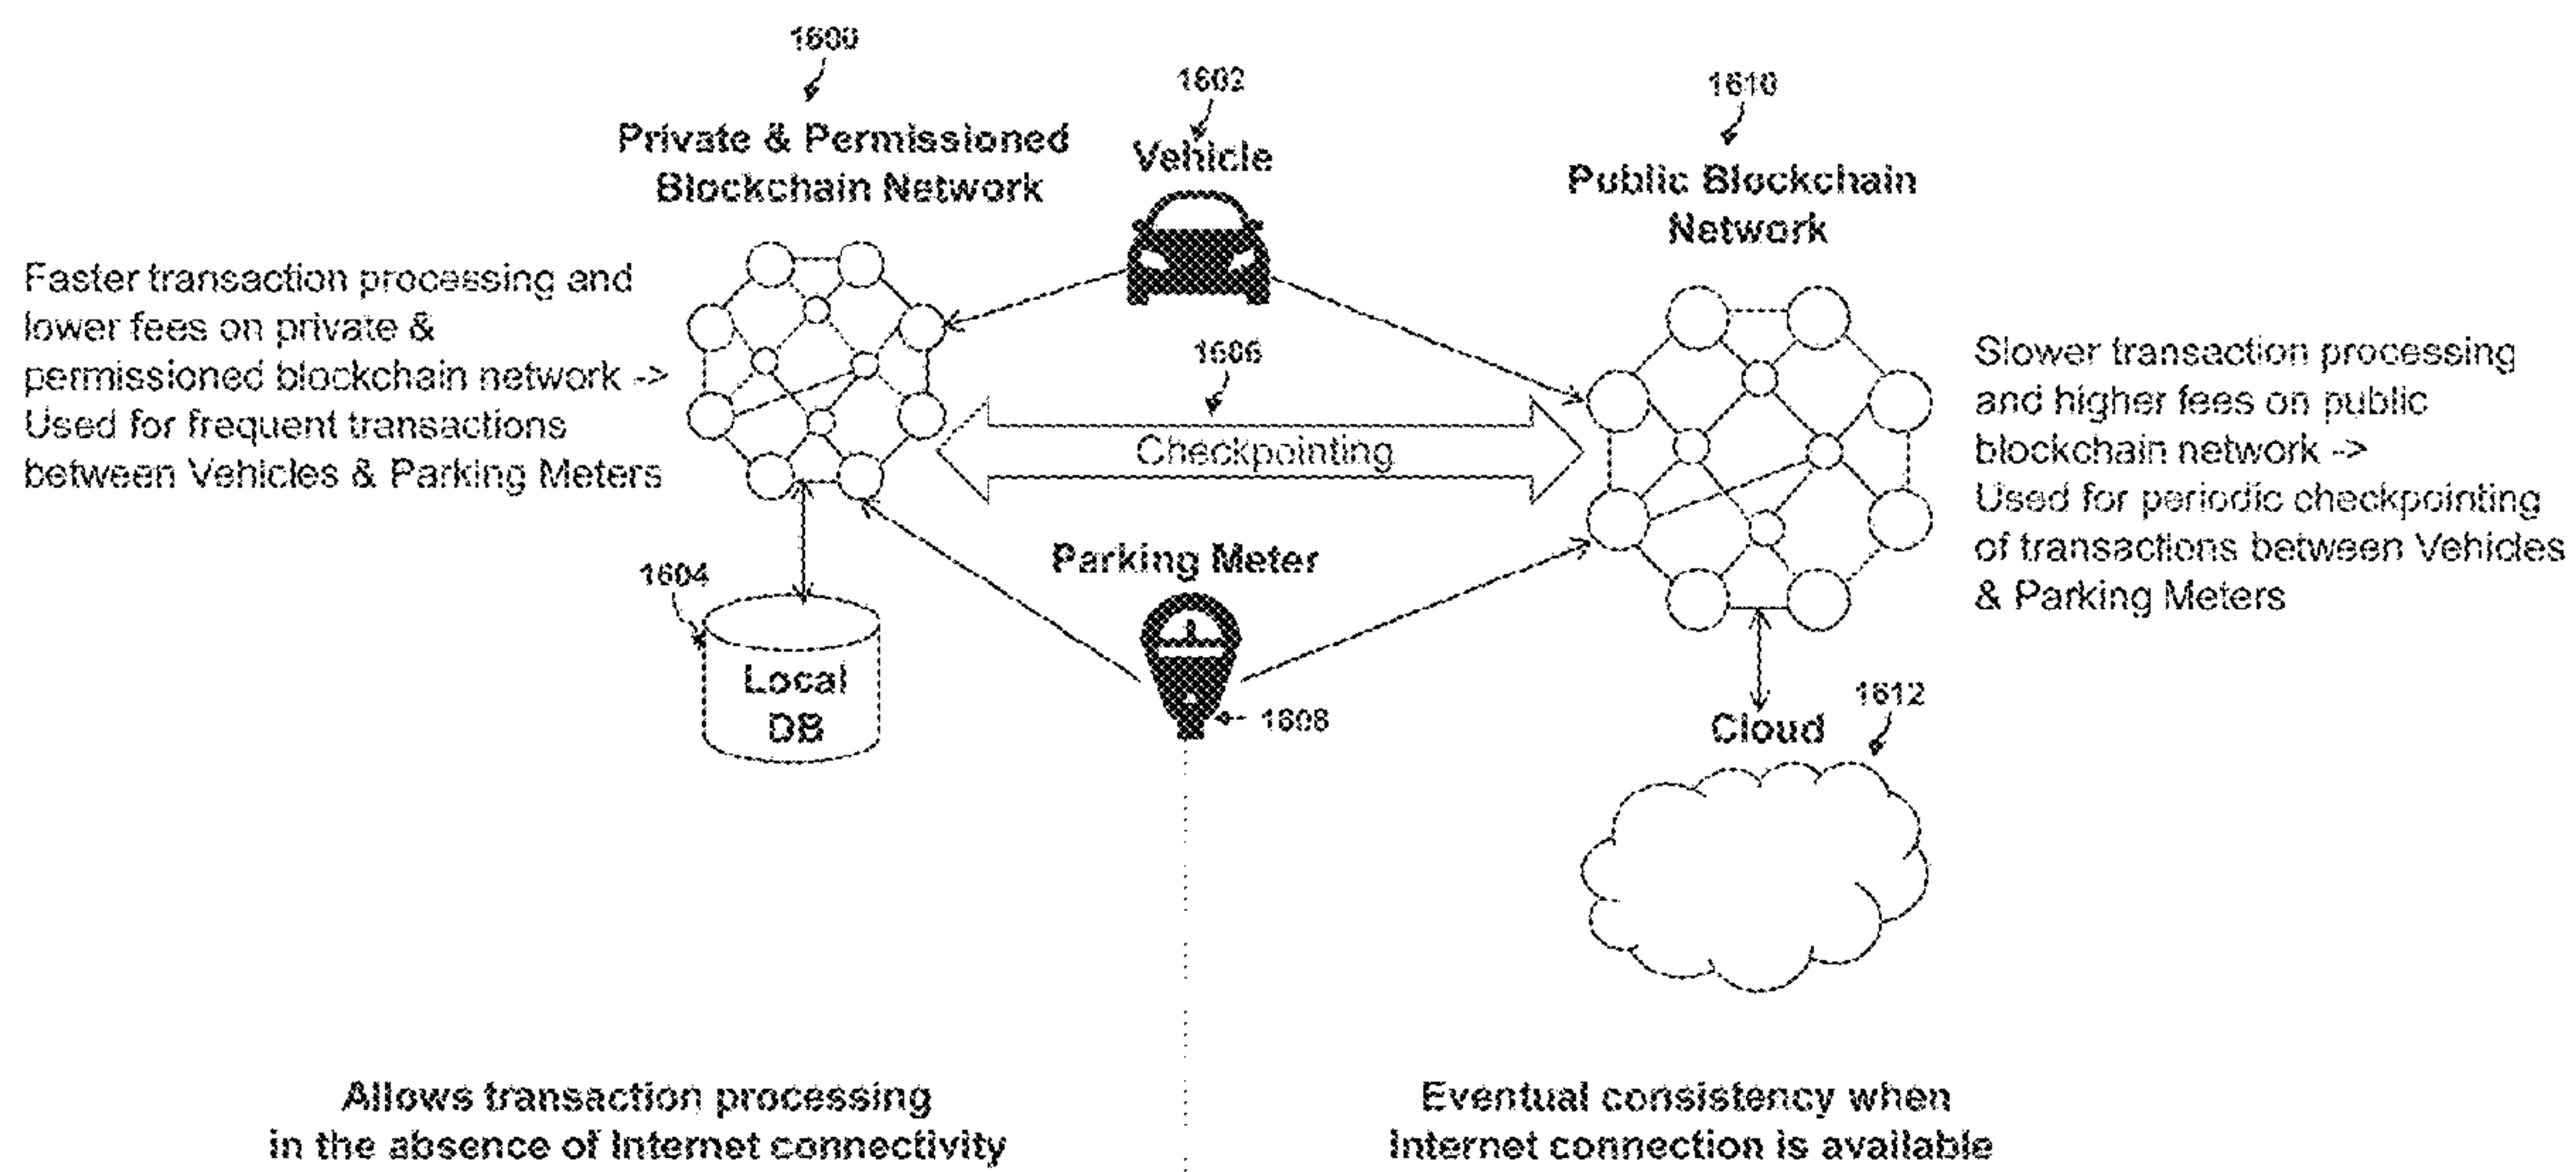 1600
Private & Permissioned
Blockchain Network
1602
Vehicle
1610
Public Blockchain
Network
Faster transaction processing and
lower fees on private &
permissioned blockchain network ->
Used for frequent transactions
between Vehicles & Parking Meters
1606
Checkpointing
Slower transaction processing
and higher fees on public
blockchain network ->
Used for periodic checkpointing
of transactions between Vehicles
& Parking Meters
Parking Meter
1604
Local
DB
1608
1612
Cloud
Allows transaction processing
in the absence of Internet connectivity
Eventual consistency when
Internet connection is available